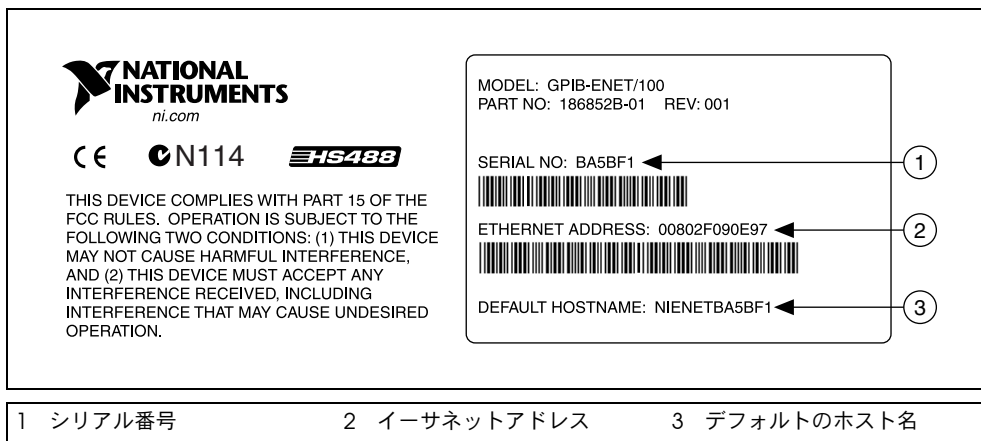 NATIONAL
INSTRUMENTS
ni.com
CE N114 HS488
THIS DEVICE COMPLIES WITH PART 15 OF THE
FCC RULES. OPERATION IS SUBJECT TO THE
FOLLOWING TWO CONDITIONS: (1) THIS DEVICE
MAY NOT CAUSE HARMFUL INTERFERENCE,
AND (2) THIS DEVICE MUST ACCEPT ANY
INTERFERENCE RECEIVED, INCLUDING
INTERFERENCE THAT MAY CAUSE UNDESIRED
OPERATION.
MODEL: GPIB-ENET/100
PART NO: 186852B-01 REV: 001
SERIAL NO: BA5BF1 1
ETHERNET ADDRESS: 00802F090E97 2
DEFAULT HOSTNAME: NIENETBA5BF1 3
1 シリアル番号 2 イーサネットアドレス 3 デフォルトのホスト名